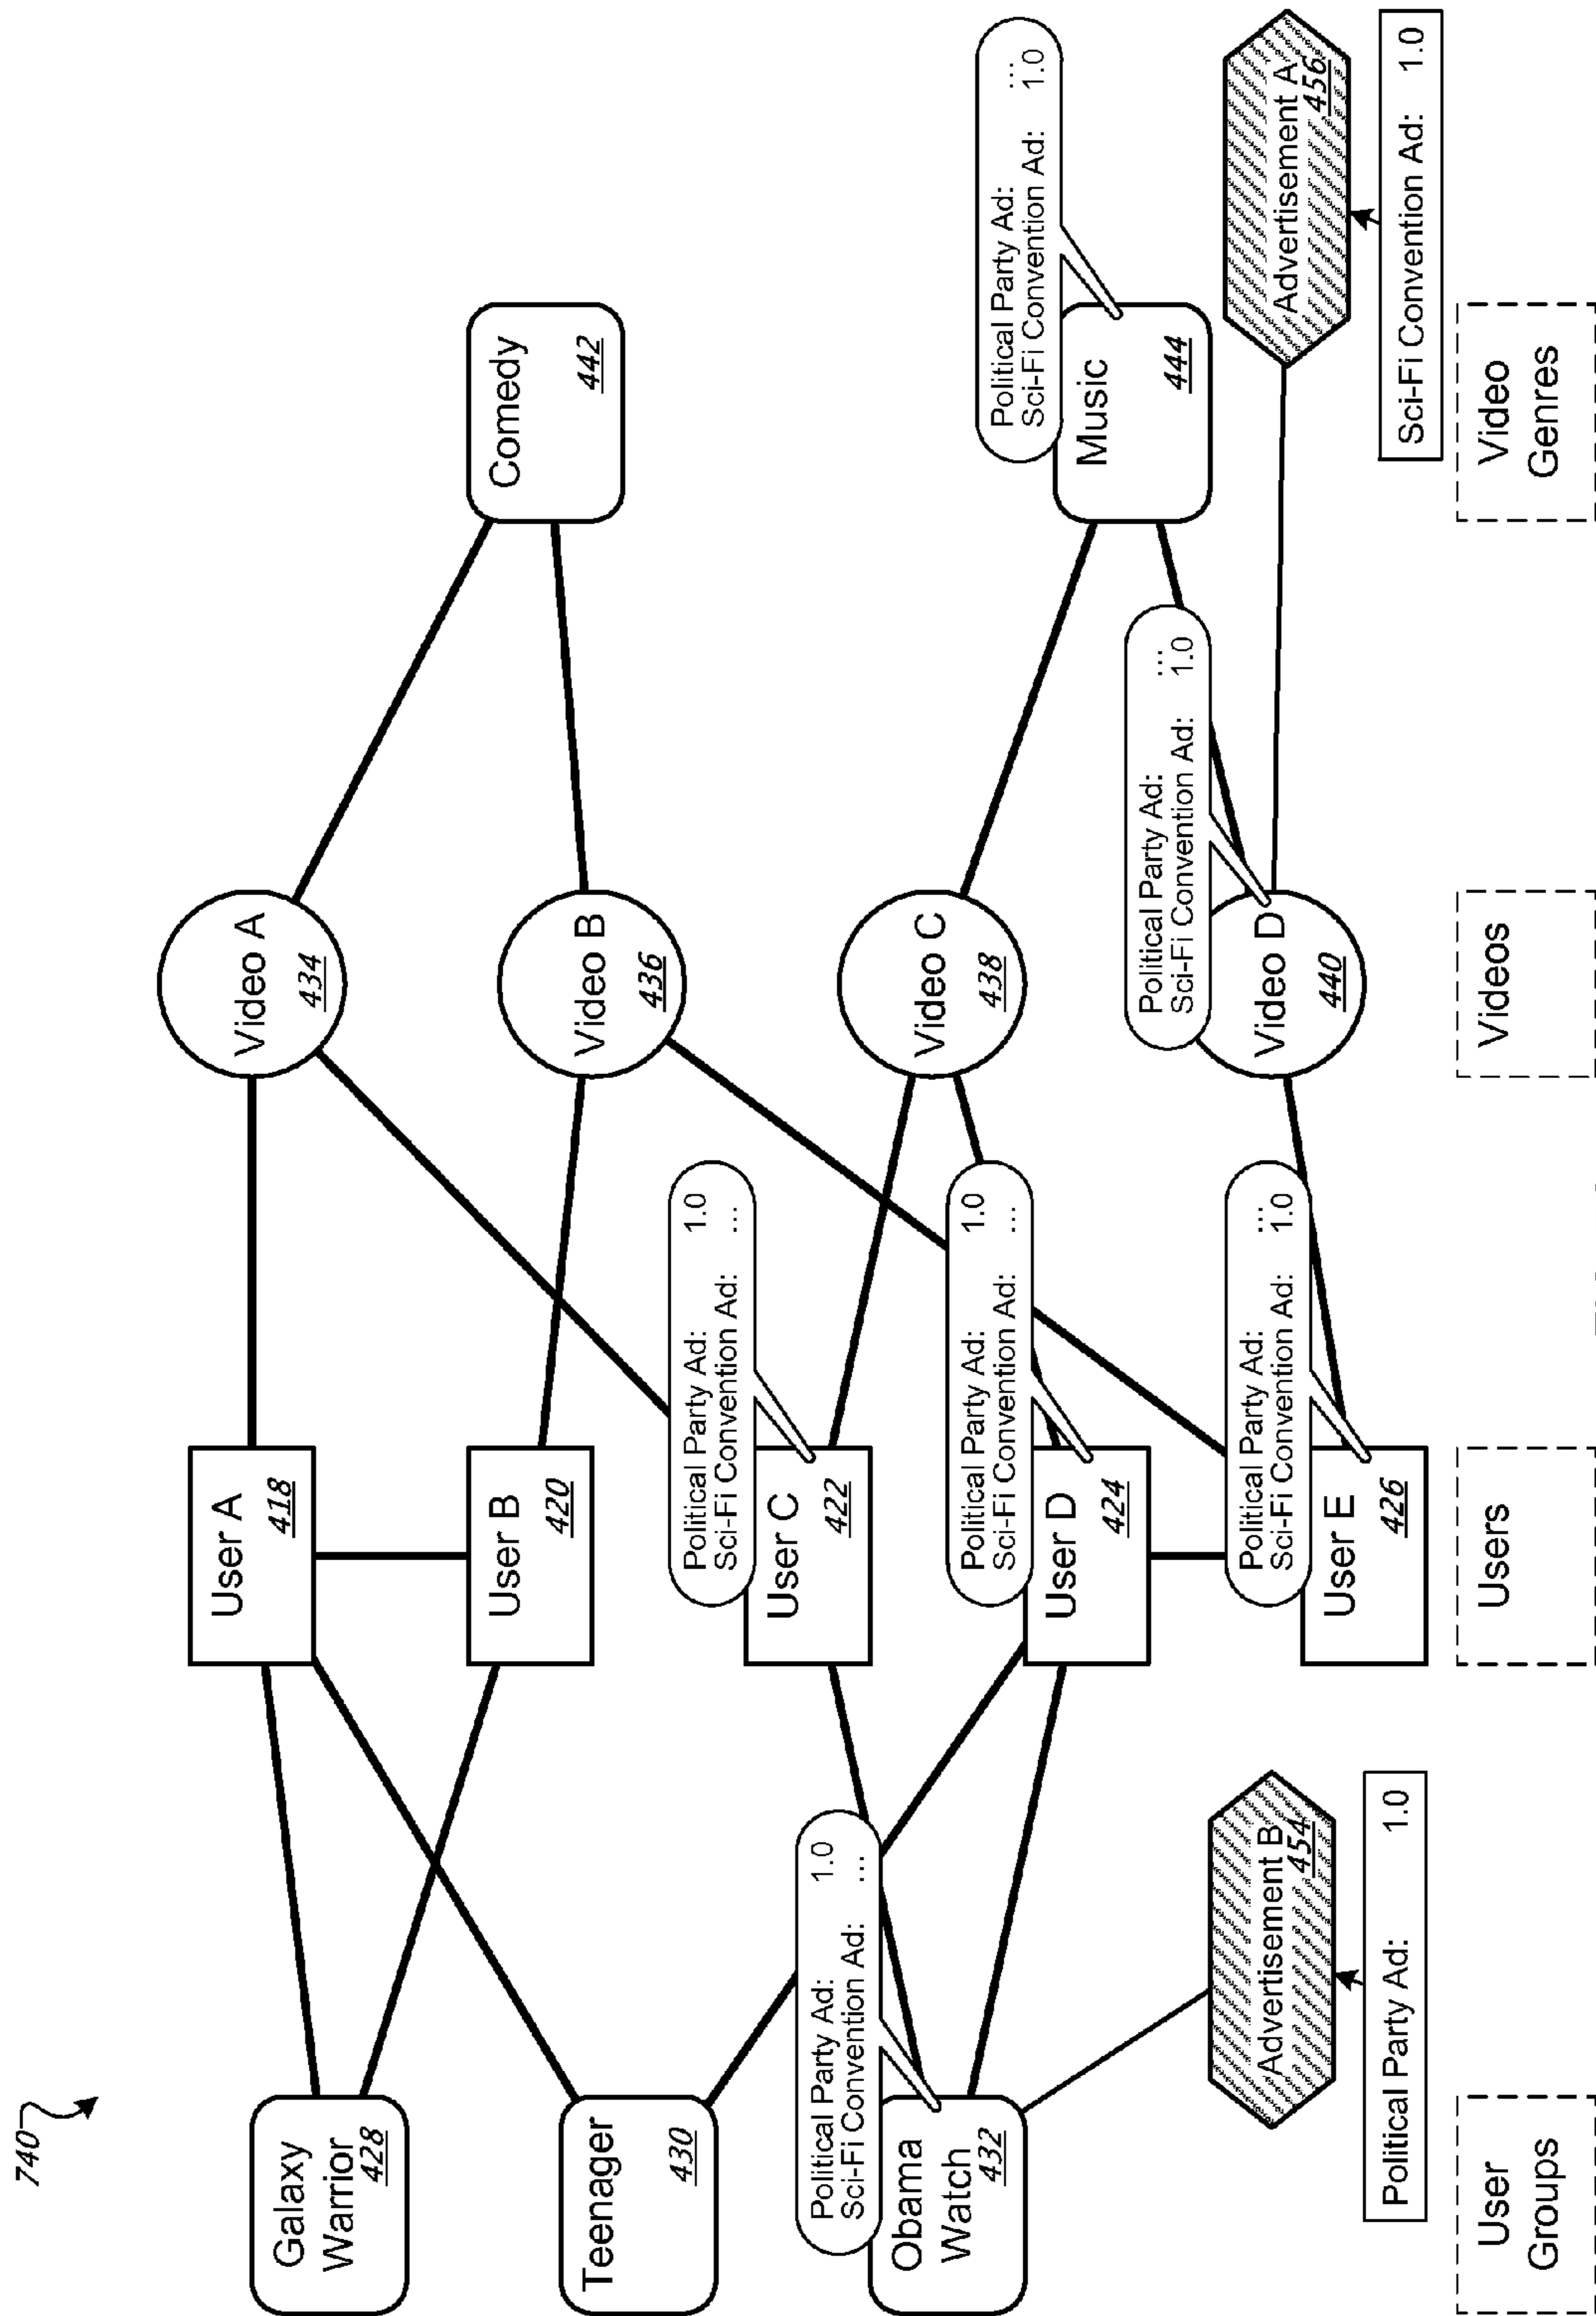 740
Galaxy
Warrior
428
Teenager
430
Obama
Watch
432
Political Party Ad: 1.0
Sci-Fi Convention Ad: ...
Advertisement B
454
Political Party Ad: 1.0
User
Groups
User A
418
User B
420
User C
422
Political Party Ad: 1.0
Sci-Fi Convention Ad: ...
User D
424
Political Party Ad: 1.0
Sci-Fi Convention Ad: ...
User E
426
Political Party Ad: ...
Sci-Fi Convention Ad: 1.0
Users
Video A
434
Video B
436
Video C
438
Video D
440
Political Party Ad: ...
Sci-Fi Convention Ad: 1.0
Videos
Comedy
442
Music
444
Political Party Ad: ...
Sci-Fi Convention Ad: 1.0
Advertisement A
456
Sci-Fi Convention Ad: 1.0
Video
Genres